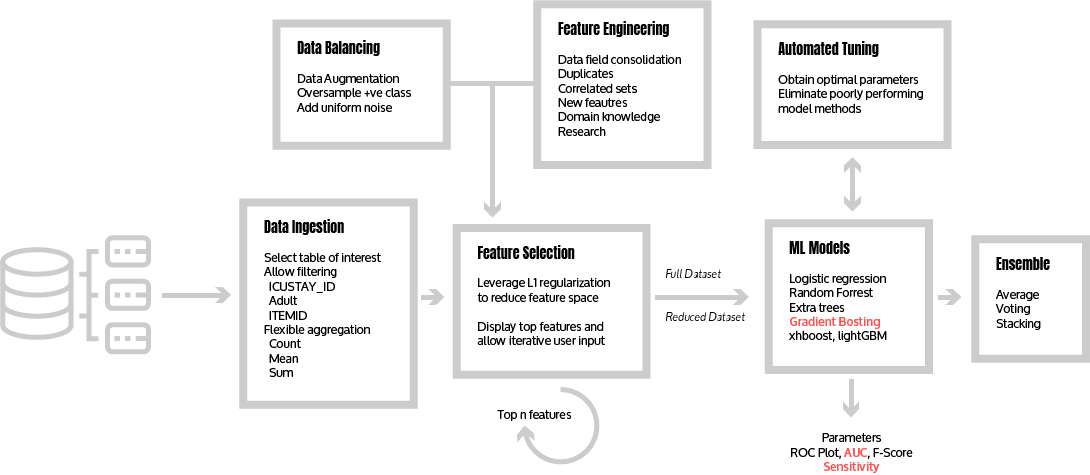 Data Balancing
Data Augmentation
Oversample +ve class
Add uniform noise
Feature Engineering
Data field consolidation
Duplicates
Correlated sets
New feautres
Domain knowledge
Research
Automated Tuning
Obtain optimal parameters
Eliminate poorly performing
model methods
Data Ingestion
Select table of interest
Allow filtering
ICUSTAY_ID
Adult
ITEMID
Flexible aggregation
Count
Mean
Sum
Feature Selection
Leverage L1 regularization
to reduce feature space
Display top features and
allow iterative user input
Top n features
Full Dataset
Reduced Dataset
ML Models
Logistic regression
Random Forrest
Extra trees
Gradient Bosting
xhboost, lightGBM
Parameters
ROC Plot, AUC, F-Score
Sensitivity
Ensemble
Average
Voting
Stacking